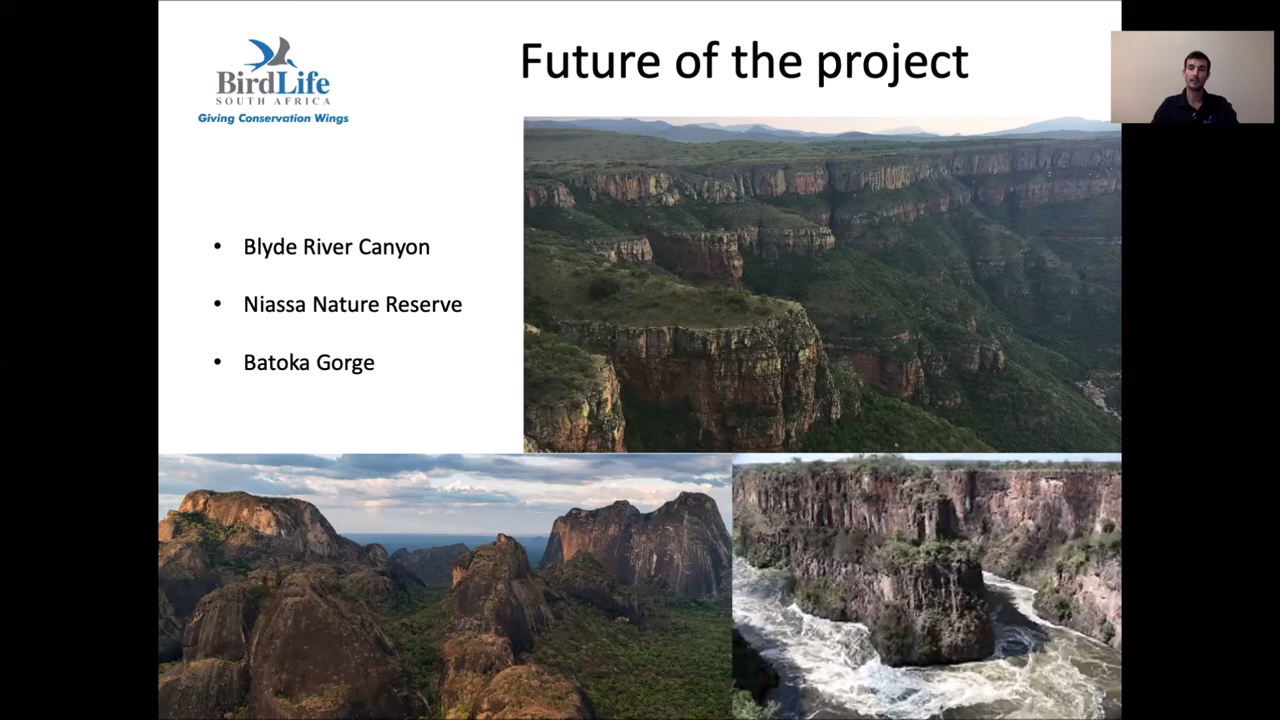 BirdLife
SOUTH AFRICA
Giving Conservation Wings
Future of the project
• Blyde River Canyon
• Niassa Nature Reserve
• Batoka Gorge